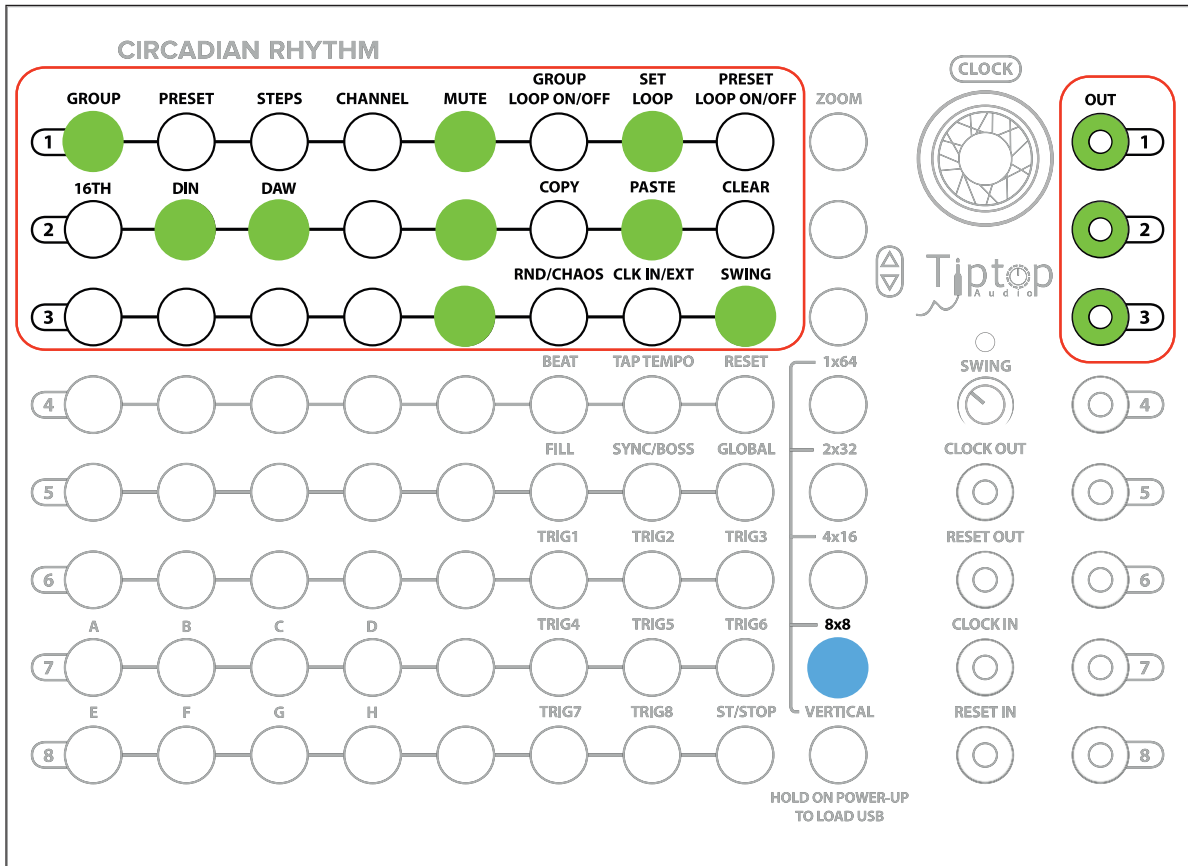 CIRCADIAN RHYTHM
CLOCK
GROUP PRESET STEPS CHANNEL MUTE GROUP LOOP ON/OFF SET LOOP PRESET LOOP ON/OFF ZOOM OUT
1 1
16TH DIN DAW COPY PASTE CLEAR
2 2
Tiptop
Audio
RND/CHAOS CLK IN/EXT SWING
3 3
BEAT TAP TEMPO RESET 1x64 SWING
4 4
FILL SYNC/BOSS GLOBAL 2x32 CLOCK OUT
5 5
TRIG1 TRIG2 TRIG3 4x16 RESET OUT
6 6
A B C D TRIG4 TRIG5 TRIG6 8x8 CLOCK IN
7 7
E F G H TRIG7 TRIG8 ST/STOP VERTICAL RESET IN
8 8
HOLD ON POWER-UP
TO LOAD USB